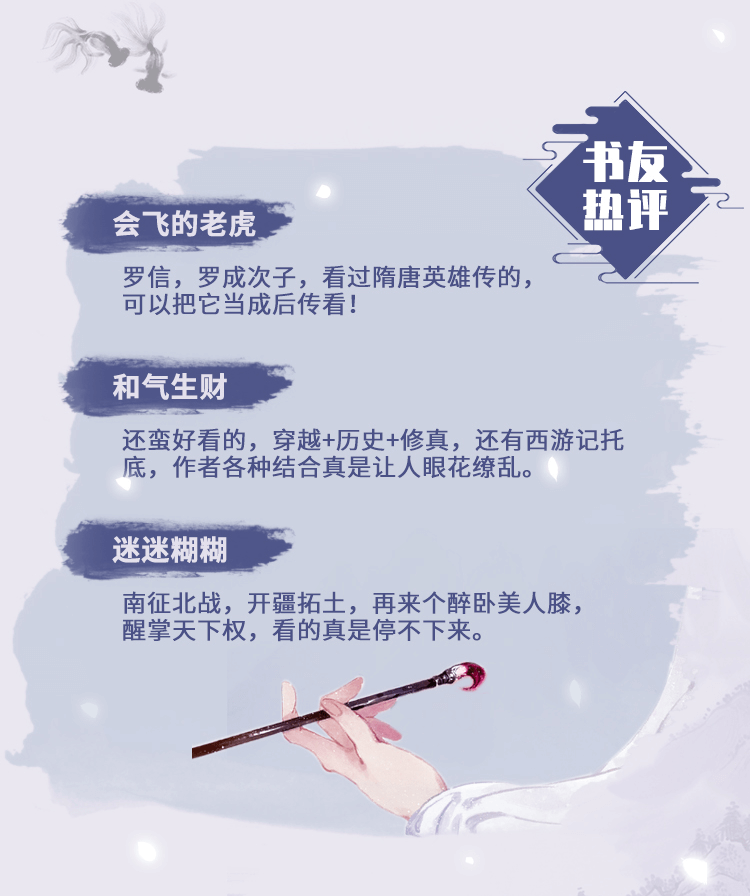 书友
热评
会飞的老虎
罗信，罗成次子，看过隋唐英雄传的，
可以把它当成后传看！
和气生财
还蛮好看的，穿越+历史+修真，还有西游记托
底，作者各种结合真是让人眼花缭乱。
迷迷糊糊
南征北战，开疆拓土，再来个醉卧美人膝，
醒掌天下权，看的真是停不下来。